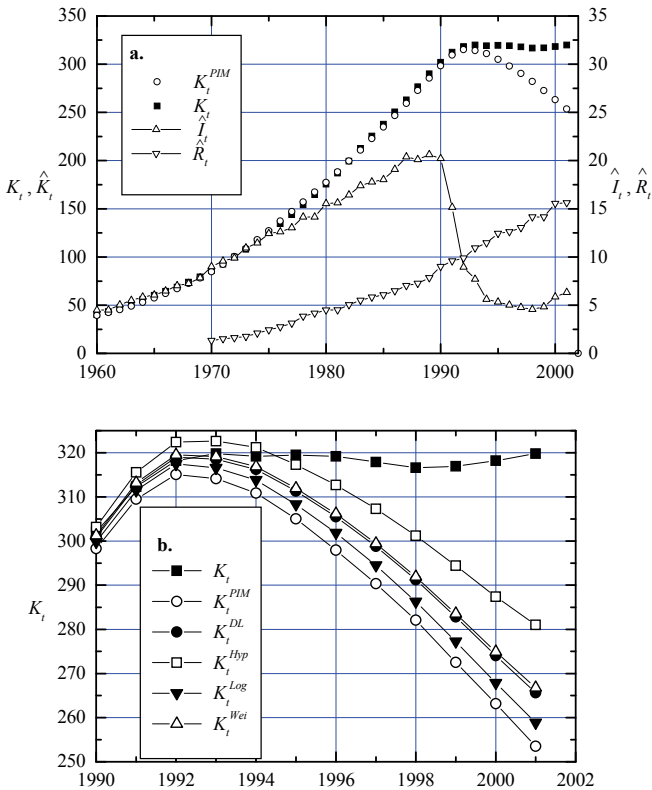 350
300
250
200
150
100
50
0
35
30
25
20
15
10
5
0
a.
K_t^{PIM}
K_t
Î_t
R̂_t
K_t , K̂_t
Î_t , R̂_t
1960 1970 1980 1990 2000
320
310
300
290
280
270
260
250
K_t
b.
K_t
K_t^{PIM}
K_t^{DL}
K_t^{Hyp}
K_t^{Log}
K_t^{Wei}
1990 1992 1994 1996 1998 2000 2002